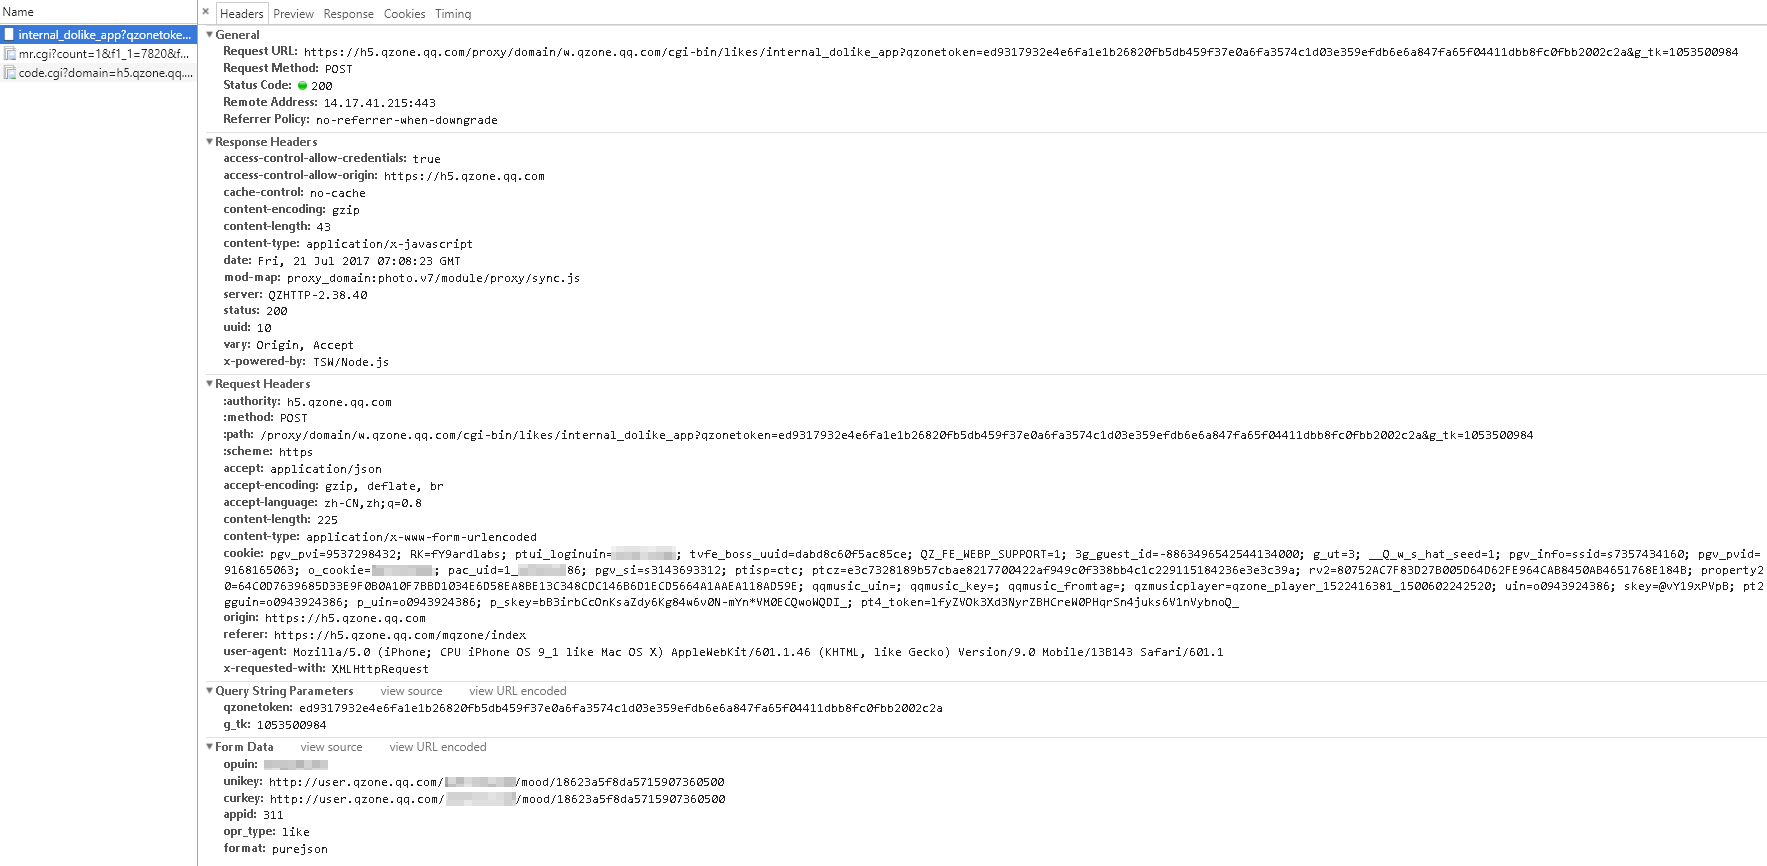 Name
internal_dolike_app?qzonetoke...
mr.cgi?count=1&f1_1=7820&f...
code.cgi?domain=h5.qzone.qq....
× Headers Preview Response Cookies Timing
General
Request URL: https://h5.qzone.qq.com/proxy/domain/w.qzone.qq.com/cgi-bin/likes/internal_dolike_app?qzonetoken=ed9317932e4e6fa1e1b26820fb5db459f37e0a6fa3574c1d03e359efdb6e6a847fa65f04411dbb8fc0fbb2002c2a&g_tk=1053500984
Request Method: POST
Status Code: 200
Remote Address: 14.17.41.215:443
Referrer Policy: no-referrer-when-downgrade
Response Headers
access-control-allow-credentials: true
access-control-allow-origin: https://h5.qzone.qq.com
cache-control: no-cache
content-encoding: gzip
content-length: 43
content-type: application/x-javascript
date: Fri, 21 Jul 2017 07:08:23 GMT
mod-map: proxy_domain:photo.v7/module/proxy/sync.js
server: QZHTTP-2.38.40
status: 200
uuid: 10
vary: Origin, Accept
x-powered-by: TSW/Node.js
Request Headers
:authority: h5.qzone.qq.com
:method: POST
:path: /proxy/domain/w.qzone.qq.com/cgi-bin/likes/internal_dolike_app?qzonetoken=ed9317932e4e6fa1e1b26820fb5db459f37e0a6fa3574c1d03e359efdb6e6a847fa65f04411dbb8fc0fbb2002c2a&g_tk=1053500984
:scheme: https
accept: application/json
accept-encoding: gzip, deflate, br
accept-language: zh-CN,zh;q=0.8
content-length: 225
content-type: application/x-www-form-urlencoded
cookie: pgv_pvi=9537298432; RK=fY9ardlabs; ptui_loginuin= ; tvfe_boss_uuid=dabd8c60f5ac85ce; QZ_FE_WEBP_SUPPORT=1; 3g_guest_id=-8863496542544134000; g_ut=3; __Q_w_s_hat_seed=1; pgv_info=ssid=s7357434160; pgv_pvid=
9168165063; o_cookie= ; pac_uid=1_ 86; pgv_si=s3143693312; ptisp=ctc; ptcz=e3c7328189b57cbae8217700422af949c0f338bb4c1c229115184236e3e3c39a; rv2=80752AC7F83D27B005D64D62FE964CAB8450AB4651768E184B; property2
0=64C0D7639685D33E9F0B0A10F7BBD1034E6D58EA8BE13C348CDC146B6D1ECD5664A1AAEA118AD59E; qqmusic_uin=; qqmusic_key=; qqmusic_fromtag=; qzmusicplayer=qzone_player_1522416381_1500602242520; uin=o0943924386; skey=@vY19xPVpB; pt2
gguin=o0943924386; p_uin=o0943924386; p_skey=bB3irbCcOnKsaZdy6Kg84w6v0N-mYn*VM0ECQwoWQDI_; pt4_token=lfyZVOk3Xd3NyrZBHCreW0PHqrSn4juks6V1nVybnoQ_
origin: https://h5.qzone.qq.com
referer: https://h5.qzone.qq.com/mqzone/index
user-agent: Mozilla/5.0 (iPhone; CPU iPhone OS 9_1 like Mac OS X) AppleWebKit/601.1.46 (KHTML, like Gecko) Version/9.0 Mobile/13B143 Safari/601.1
x-requested-with: XMLHttpRequest
Query String Parameters view source view URL encoded
qzonetoken: ed9317932e4e6fa1e1b26820fb5db459f37e0a6fa3574c1d03e359efdb6e6a847fa65f04411dbb8fc0fbb2002c2a
g_tk: 1053500984
Form Data view source view URL encoded
opuin:
unikey: http://user.qzone.qq.com/ /mood/18623a5f8da5715907360500
curkey: http://user.qzone.qq.com/ /mood/18623a5f8da5715907360500
appid: 311
opr_type: like
format: purejson